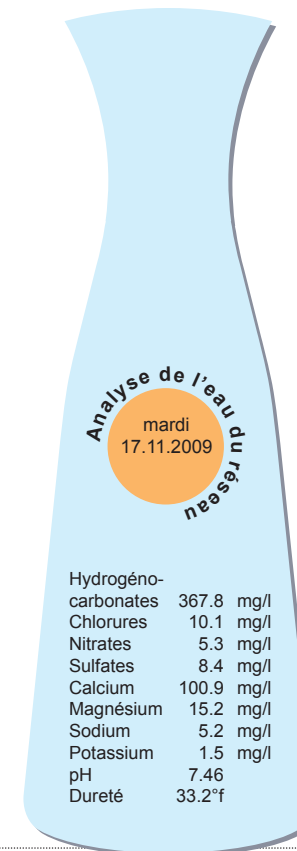 Analyse de l'eau du réseau
mardi
17.11.2009
Hydrogéno-
carbonates 367.8 mg/l
Chlorures 10.1 mg/l
Nitrates 5.3 mg/l
Sulfates 8.4 mg/l
Calcium 100.9 mg/l
Magnésium 15.2 mg/l
Sodium 5.2 mg/l
Potassium 1.5 mg/l
pH 7.46
Dureté 33.2°f